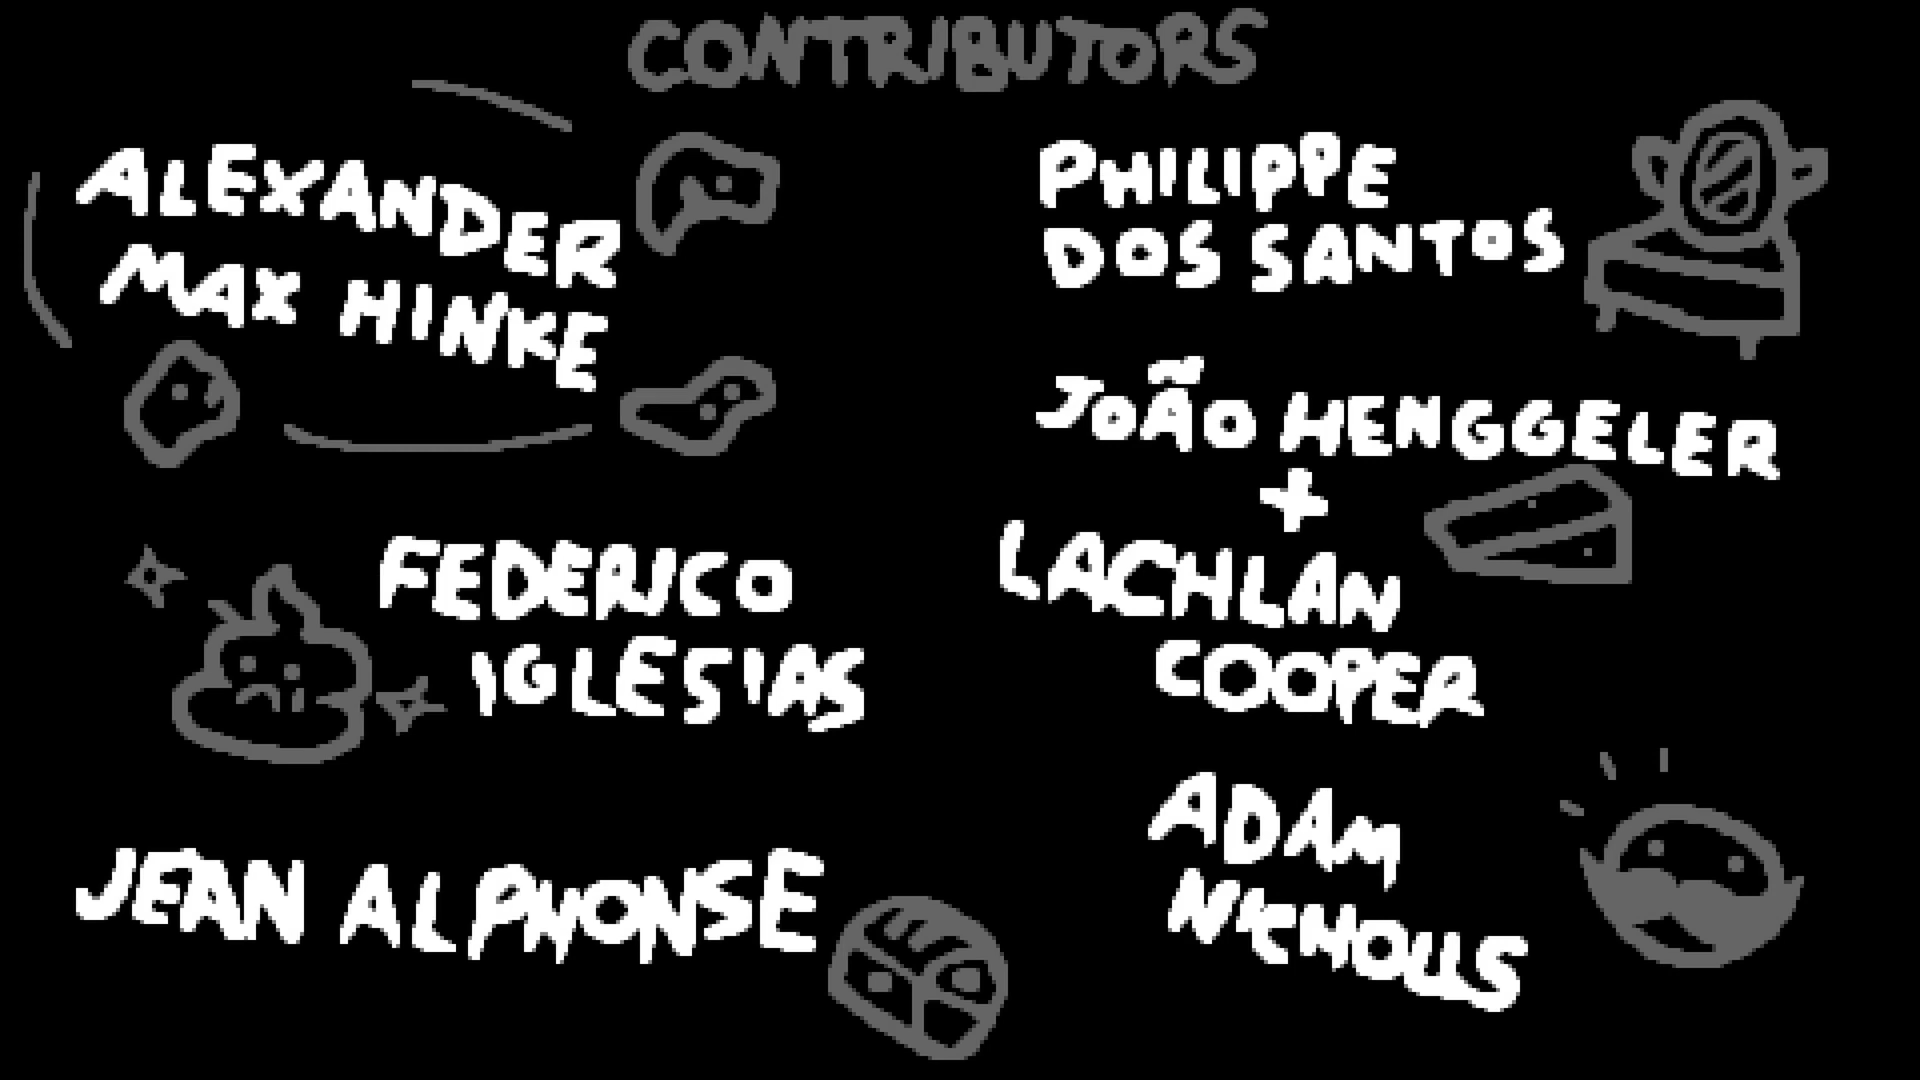 CONTRIBUTORS
ALEXANDER
MAX HINKE
FEDERICO
IGLESIAS
JEAN ALPHONSE
PHILIPPE
DOS SANTOS
JOÃO HENGGELER
+
LACHLAN
COOPER
ADAM
NICHOLLS